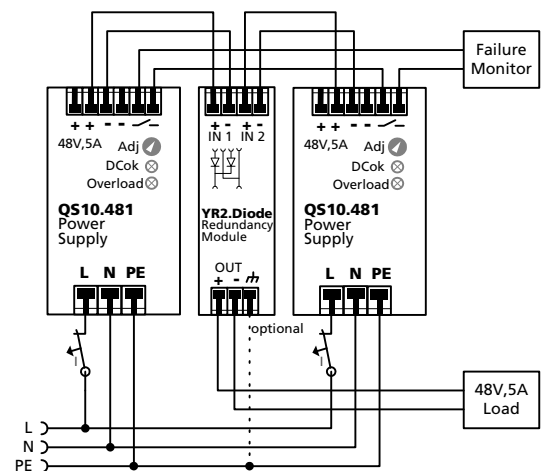 Failure
Monitor
+ + - -
48V,5A
Adj
DCok
Overload
QS10.481
Power
Supply
L N PE
+ - + -
IN 1 IN 2
YR2.Diode
Redundancy
Module
OUT
+ -
optional
+ + - -
48V,5A
Adj
DCok
Overload
QS10.481
Power
Supply
L N PE
I
I
48V,5A
Load
L
N
PE